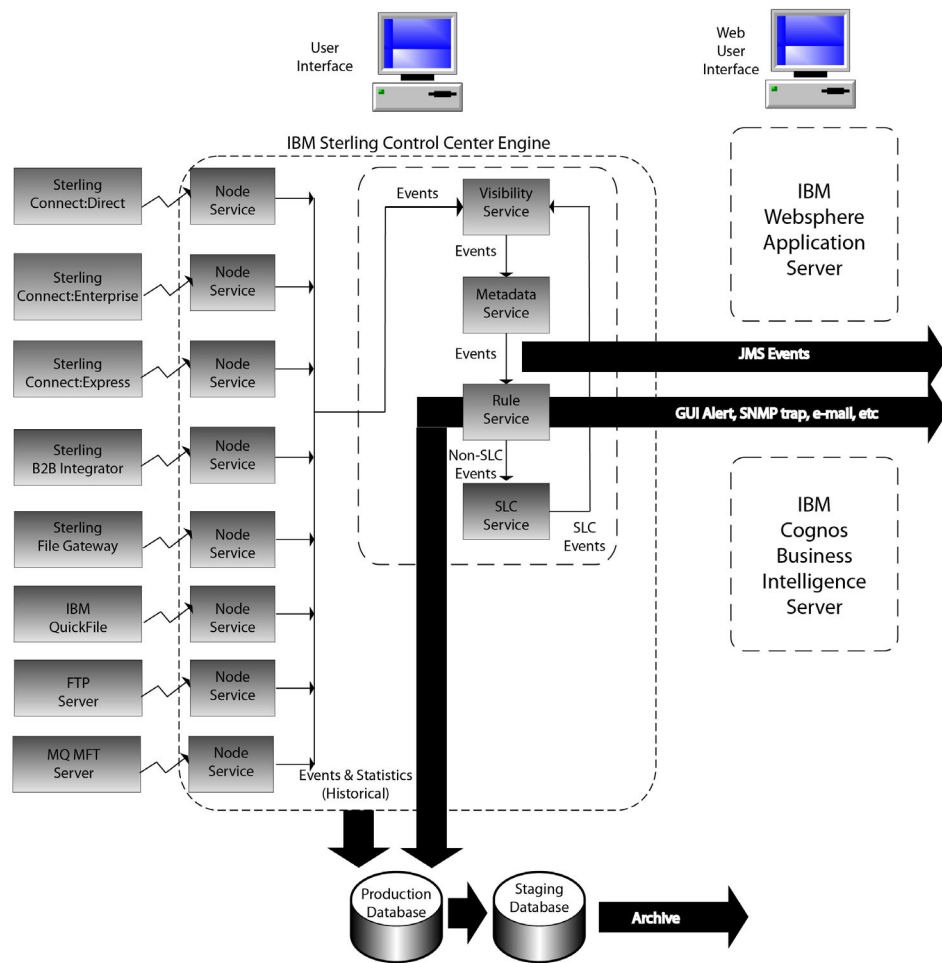 User
Interface
Web
User
Interface
IBM Sterling Control Center Engine
Sterling
Connect:Direct
Node
Service
Sterling
Connect:Enterprise
Node
Service
Sterling
Connect:Express
Node
Service
Sterling
B2B Integrator
Node
Service
Sterling
File Gateway
Node
Service
IBM
QuickFile
Node
Service
FTP
Server
Node
Service
MQ MFT
Server
Node
Service
Events
Visibility
Service
Events
Metadada
Service
Events
Rule
Service
Non-SLC
Events
SLC
Service
SLC
Events
IBM
Websphere
Application
Server
JMS Events
GUI Alert, SNMP trap, e-mail, etc
IBM
Cognos
Business
Intelligence
Server
Events & Statistics
(Historical)
Production
Database
Staging
Database
Archive